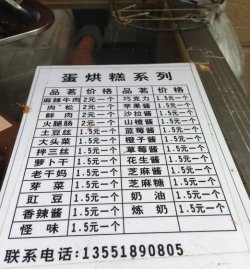 蛋烘糕系列
品茗 价格 品茗 价格
麻辣牛肉 2元一个 巧克力 1.5元一个
肉松 2元一个 苹果酱 1.5元一个
鲜肉 2元一个 沙拉酱 1.5元一个
火腿肠 1.5元一个 山楂酱 1.5元一个
土豆丝 1.5元一个 蓝莓酱 1.5元一个
大头菜 1.5元一个 橙子酱 1.5元一个
拌三丝 1.5元一个 草莓酱 1.5元一个
萝卜干 1.5元一个 花生酱 1.5元一个
老干妈 1.5元一个 芝麻酱 1.5元一个
芽菜 1.5元一个 芝麻糖 1.5元一个
豇豆 1.5元一个 奶油 1.5元一个
香辣酱 1.5元一个 炼奶 1.5元一个
怪味 1.5元一个
联系电话:13551890805